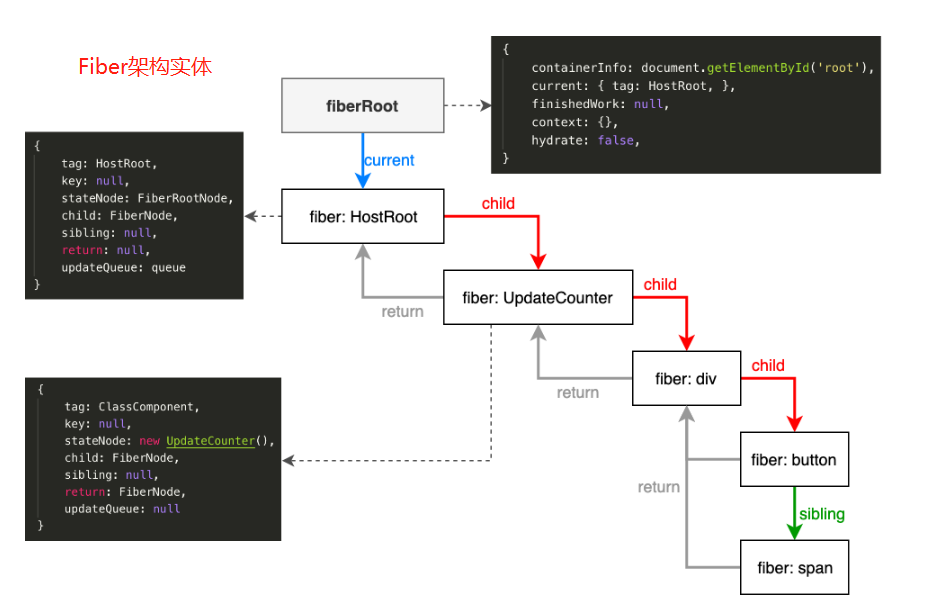 Fiber架构实体
fiberRoot
{
containerInfo: document.getElementById('root'),
current: { tag: HostRoot, },
finishedWork: null,
context: {},
hydrate: false,
}
current
{
tag: HostRoot,
key: null,
stateNode: FiberRootNode,
child: FiberNode,
sibling: null,
return: null,
updateQueue: queue
}
fiber: HostRoot
child
return
fiber: UpdateCounter
child
return
fiber: div
child
{
tag: ClassComponent,
key: null,
stateNode: new UpdateCounter(),
child: FiberNode,
sibling: null,
return: FiberNode,
updateQueue: null
}
fiber: button
return
sibling
fiber: span